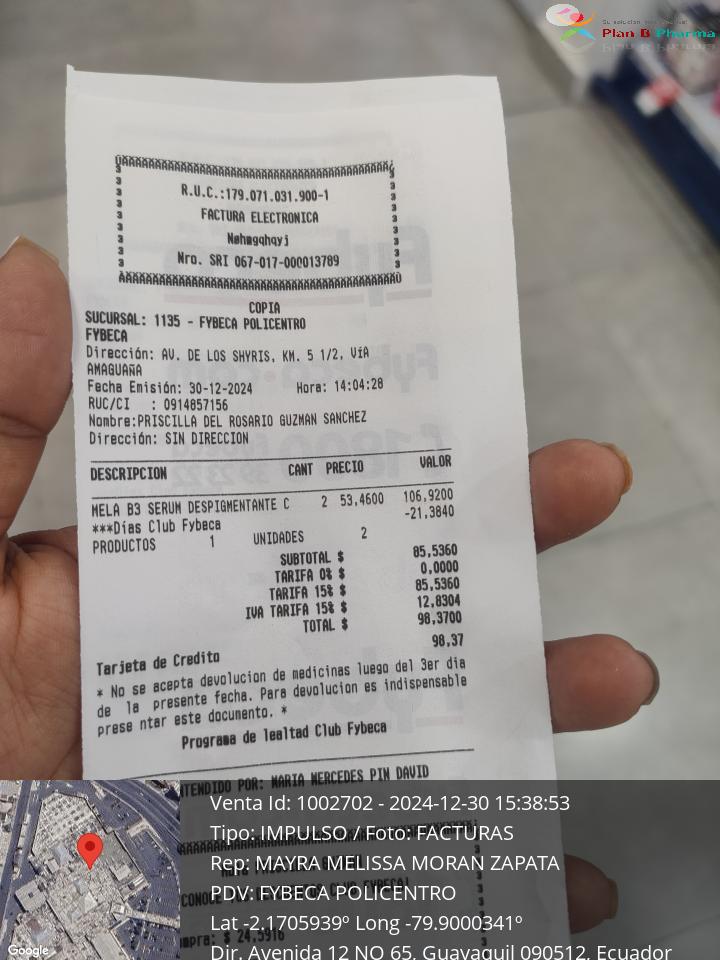 Plan B Pharma
R.U.C.:179.071.031.900-1
FACTURA ELECTRONICA
Nøhmgqhqyj
Nro. SRI 067-017-000013789
COPIA
SUCURSAL: 1135 - FYBECA POLICENTRO
FYBECA
Dirección: AV. DE LOS SHYRIS, KM. 5 1/2, VíA
AMAGUAÑA
Fecha Emisión: 30-12-2024 Hora: 14:04:28
RUC/CI : 0914857156
Nombre:PRISCILLA DEL ROSARIO GUZMAN SANCHEZ
Dirección: SIN DIRECCION
DESCRIPCION CANT PRECIO VALOR
MELA B3 SERUM DESPIGMENTANTE C 2 53,4600 106,9200
***Dias Club Fybeca -21,3840
PRODUCTOS 1 UNIDADES 2
SUBTOTAL $ 85,5360
TARIFA 0% $ 0,0000
TARIFA 15% $ 85,5360
IVA TARIFA 15% $ 12,8304
TOTAL $ 98,3700
Tarjeta de Credito 98,37
* No se acepta devolucion de medicinas luego del 3er dia
de la presente fecha. Para devolucion es indispensable
prese ntar este documento. *
Programa de lealtad Club Fybeca
ATENDIDO POR: MARIA MERCEDES PIN DAVID
Venta Id: 1002702 - 2024-12-30 15:38:53
Tipo: IMPULSO / Foto: FACTURAS
Rep: MAYRA MELISSA MORAN ZAPATA
PDV: FYBECA POLICENTRO
Lat -2.1705939º Long -79.9000341º
Dir. Avenida 12 NO 65, Guayaquil 090512, Ecuador
Google